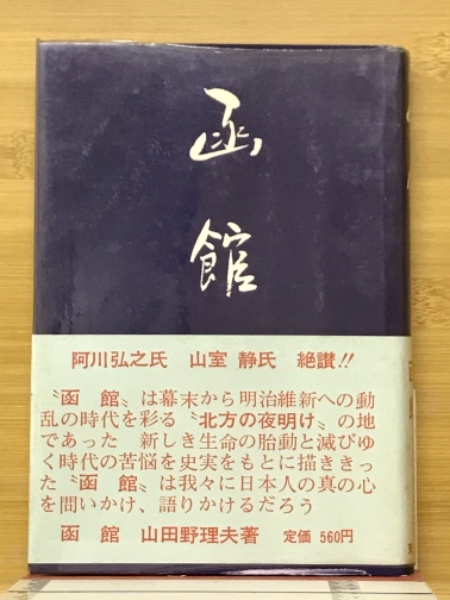 函館
阿川弘之氏　山室 静氏　絶讃!!
〝函 館〟は幕末から明治維新への動
乱の時代を彩る〝北方の夜明け〟の地
であった　新しき生命の胎動と滅びゆ
く時代の苦悩を史実をもとに描ききっ
た〝函 館〟は我々に日本人の真の心
を問いかけ、語りかけるだろう
函 館　山田野理夫著　定価 560円